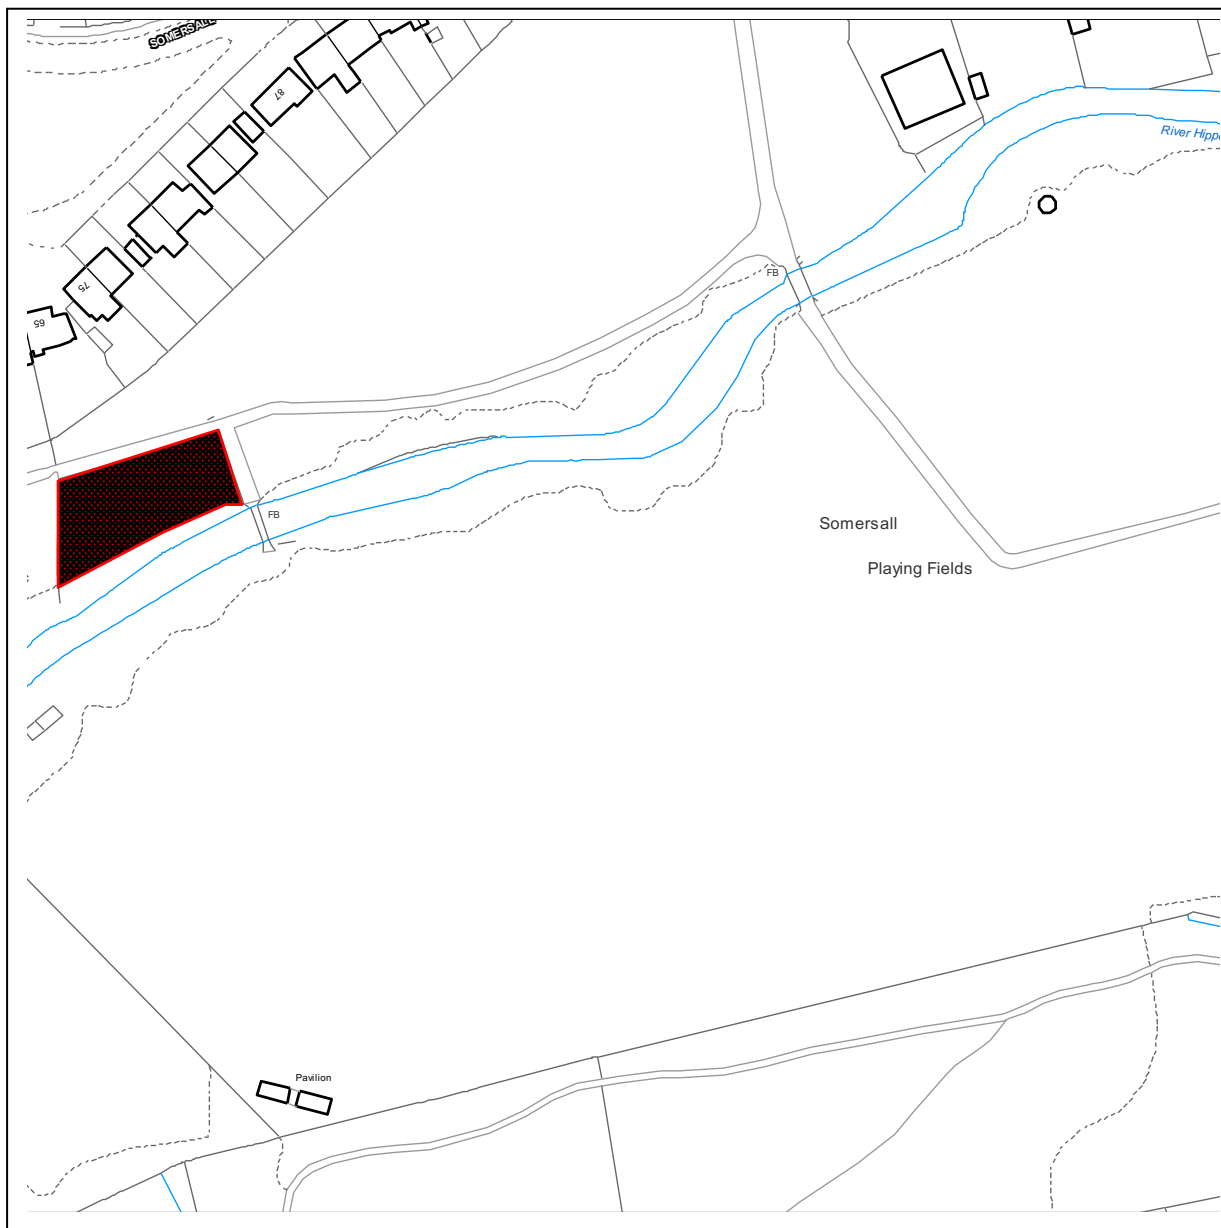 SOMERSALL
87
River Hipp
FB
75
65
FB
Somersall
Playing Fields
Pavilion